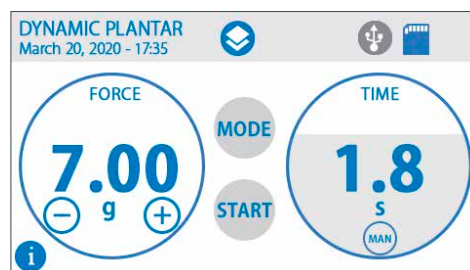 DYNAMIC PLANTAR
March 20, 2020 - 17:35
FORCE
7.00
g
MODE
START
TIME
1.8
s
MAN
i